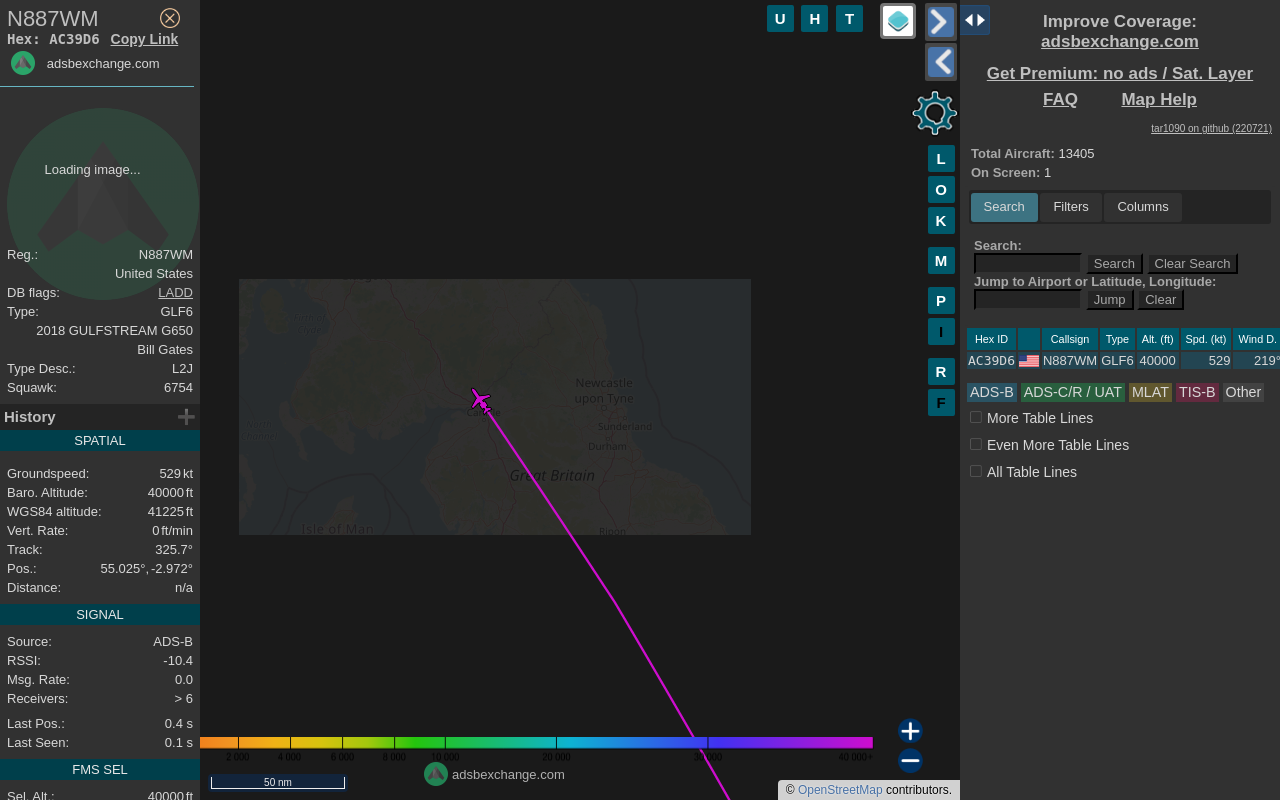 N887WM
Hex: AC39D6 Copy Link
adsbexchange.com
Loading image...
Reg.: N887WM
United States
DB flags: LADD
Type: GLF6
2018 GULFSTREAM G650
Bill Gates
Type Desc.: L2J
Squawk: 6754
History
SPATIAL
Groundspeed: 529 kt
Baro. Altitude: 40000 ft
WGS84 altitude: 41225 ft
Vert. Rate: 0 ft/min
Track: 325.7°
Pos.: 55.025°, -2.972°
Distance: n/a
SIGNAL
Source: ADS-B
RSSI: -10.4
Msg. Rate: 0.0
Receivers: > 6
Last Pos.: 0.4 s
Last Seen: 0.1 s
FMS SEL
Sel. Alt.: 40000 ft
U H T
L
O
K
M
P
I
R
F
Newcastle
upon Tyne
Carlisle
Sunderland
Durham
Great Britain
Isle of Man
Ripon
2 000 4 000 6 000 8 000 10 000 20 000 30 000 40 000+
adsbexchange.com
50 nm
© OpenStreetMap contributors.
Improve Coverage:
adsbexchange.com
Get Premium: no ads / Sat. Layer
FAQ Map Help
tar1090 on github (220721)
Total Aircraft: 13405
On Screen: 1
Search Filters Columns
Search:
Search Clear Search
Jump to Airport or Latitude, Longitude:
Jump Clear
Hex ID Callsign Type Alt. (ft) Spd. (kt) Wind D.
AC39D6 N887WM GLF6 40000 529 219°
ADS-B ADS-C/R / UAT MLAT TIS-B Other
More Table Lines
Even More Table Lines
All Table Lines